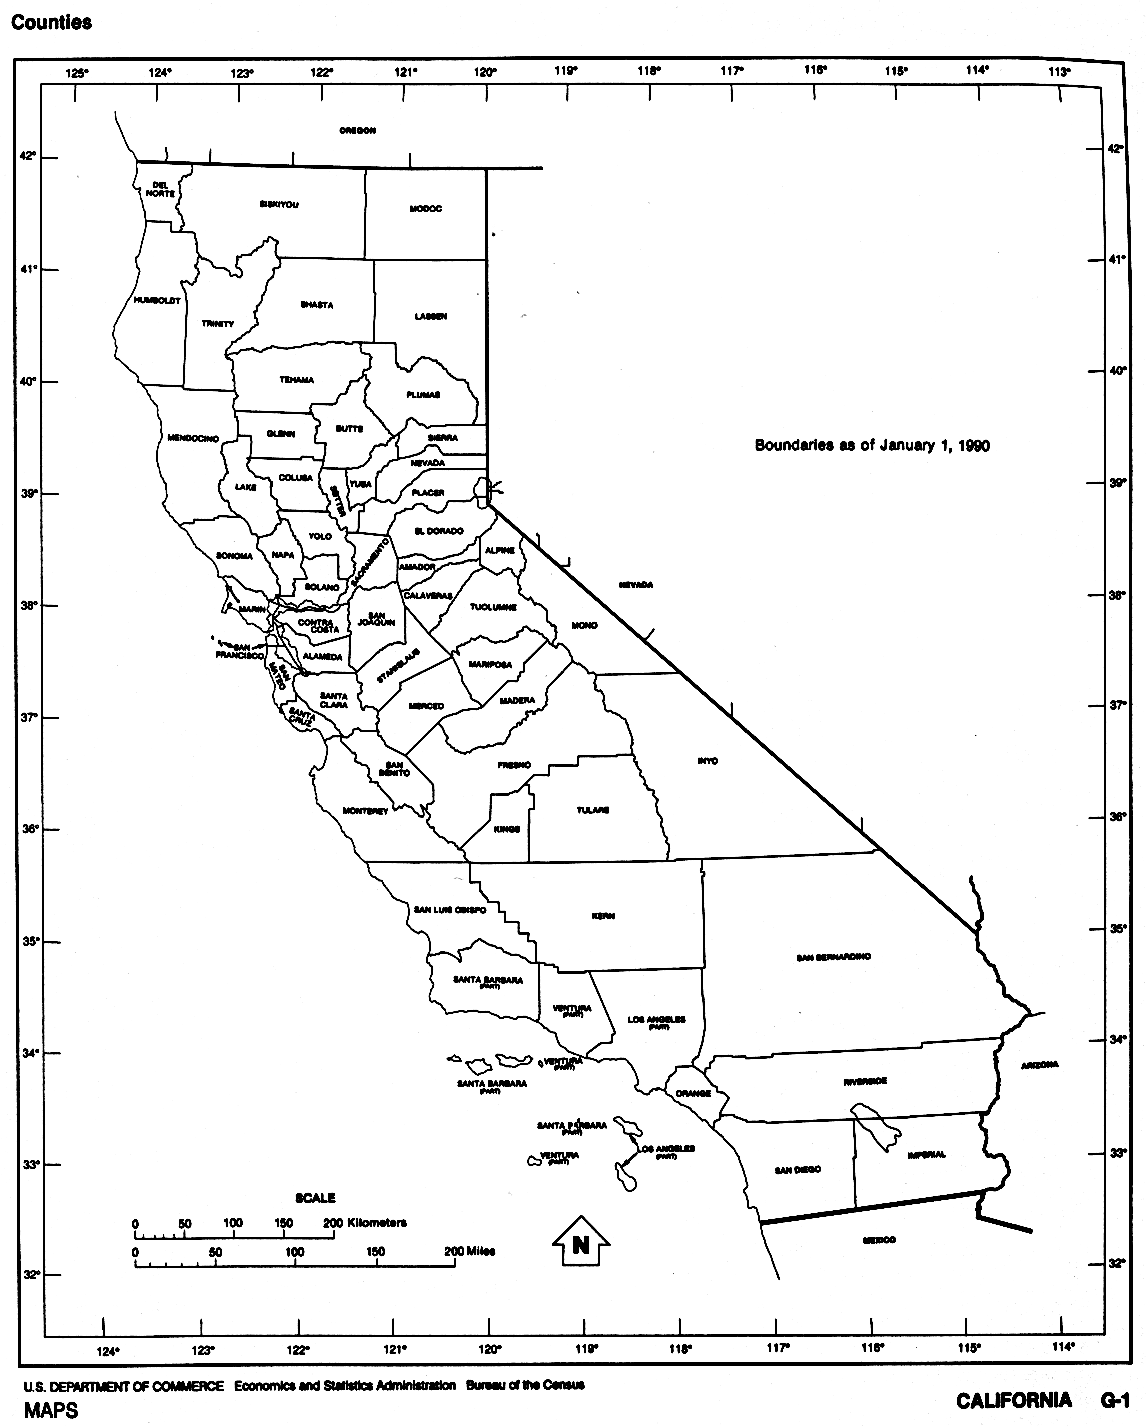 Counties
125° 124° 123° 122° 121° 120° 119° 118° 117° 116° 115° 114° 113°
OREGON
42° 42°
DEL
NORTE
SISKIYOU
MODOC
41° 41°
HUMBOLDT
TRINITY
SHASTA
LASSEN
40° 40°
TEHAMA
PLUMAS
MENDOCINO
GLENN
BUTTE
SIERRA
Boundaries as of January 1, 1990
NEVADA
LAKE
COLUSA
SUTTER
YUBA
PLACER
39° 39°
SONOMA
NAPA
YOLO
SACRAMENTO
EL DORADO
ALPINE
AMADOR
SOLANO
CALAVERAS
NEVADA
38° 38°
MARIN
CONTRA
COSTA
SAN
JOAQUIN
TUOLUMNE
MONO
SAN
FRANCISCO
ALAMEDA
STANISLAUS
MARIPOSA
SAN
MATEO
SANTA
CLARA
MERCED
MADERA
37° 37°
SANTA
CRUZ
SAN
BENITO
FRESNO
INYO
MONTEREY
KINGS
TULARE
36° 36°
SAN LUIS OBISPO
KERN
35° 35°
SAN BERNARDINO
SANTA BARBARA
(PART)
VENTURA
(PART)
LOS ANGELES
(PART)
34° 34°
VENTURA
(PART)
SANTA BARBARA
(PART)
ORANGE
RIVERSIDE
ARIZONA
SANTA BARBARA
(PART)
VENTURA
(PART)
LOS ANGELES
(PART)
33° 33°
SAN DIEGO
IMPERIAL
MEXICO
SCALE
0 50 100 150 200 Kilometers
0 50 100 150 200 Miles
N
32° 32°
124° 123° 122° 121° 120° 119° 118° 117° 116° 115° 114°
U.S. DEPARTMENT OF COMMERCE Economics and Statistics Administration Bureau of the Census
MAPS
CALIFORNIA G-1